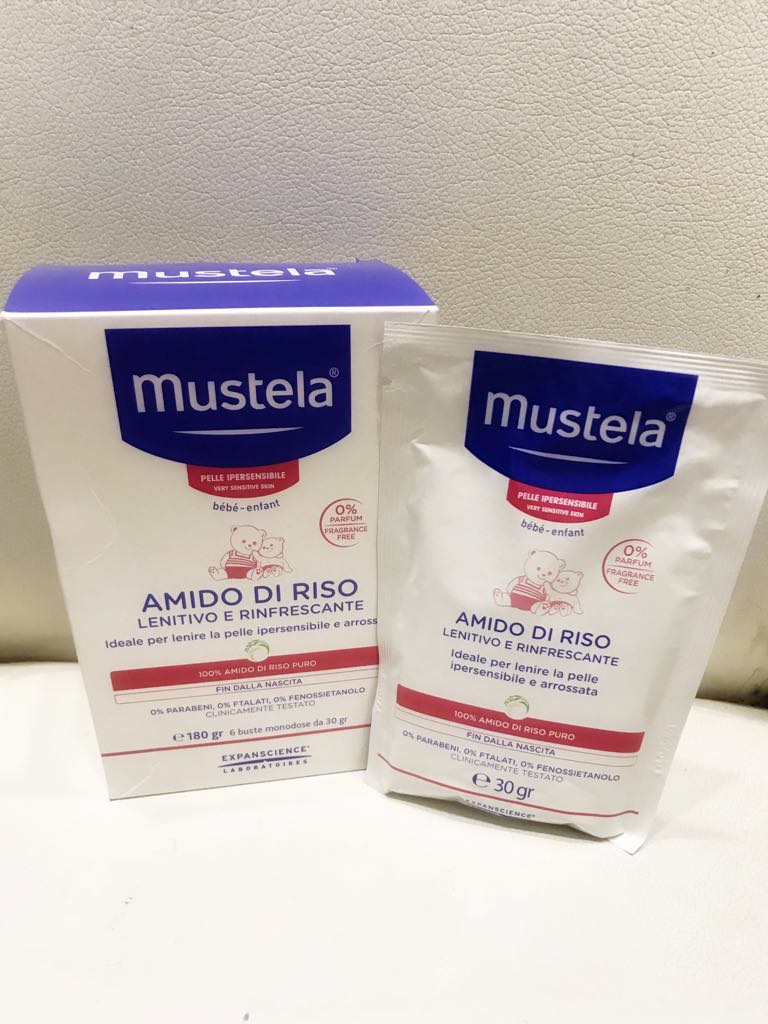 mustela
mustela®
PELLE IPERSENSIBILE
VERY SENSITIVE SKIN
bébé-enfant
0%
PARFUM
FRAGRANCE
FREE
AMIDO DI RISO
LENITIVO E RINFRESCANTE
Ideale per lenire la pelle ipersensibile e arross
100% AMIDO DI RISO PURO
FIN DALLA NASCITA
0% PARABENI, 0% FTALATI, 0% FENOSSIETANOLO
CLINICAMENTE TESTATO
℮ 180 gr 6 buste monodose da 30 gr
EXPANSCIENCE®
LABORATOIRES
mustela®
PELLE IPERSENSIBILE
VERY SENSITIVE SKIN
bébé-enfant
0%
PARFUM
FRAGRANCE
FREE
AMIDO DI RISO
LENITIVO E RINFRESCANTE
Ideale per lenire la pelle
ipersensibile e arrossata
100% AMIDO DI RISO PURO
FIN DALLA NASCITA
0% PARABENI, 0% FTALATI, 0% FENOSSIETANOLO
CLINICAMENTE TESTATO
℮ 30 gr
EXPANSCIENCE®